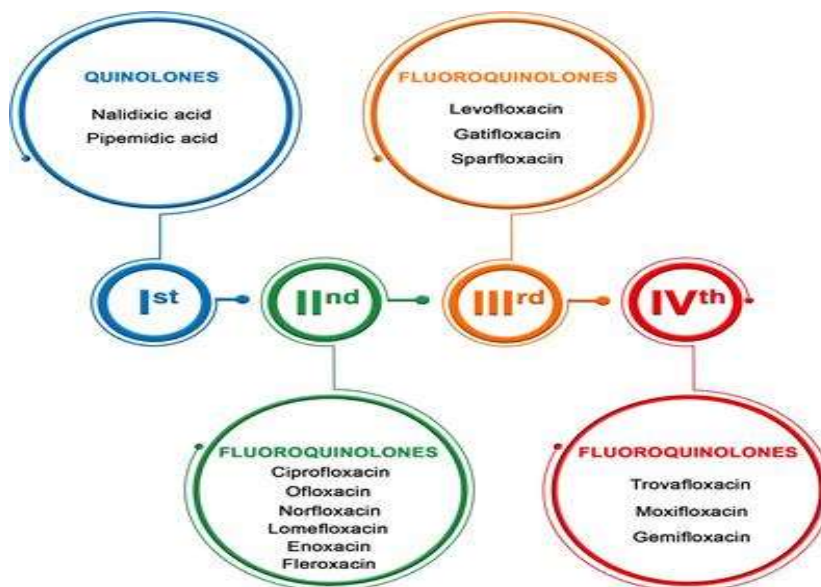 QUINOLONES
Nalidixic acid
Pipemidic acid
FLUOROQUINOLONES
Levofloxacin
Gatifloxacin
Sparfloxacin
Ist
IInd
IIIrd
IVth
FLUOROQUINOLONES
Ciprofloxacin
Ofloxacin
Norfloxacin
Lomefloxacin
Enoxacin
Fleroxacin
FLUOROQUINOLONES
Trovafloxacin
Moxifloxacin
Gemifloxacin